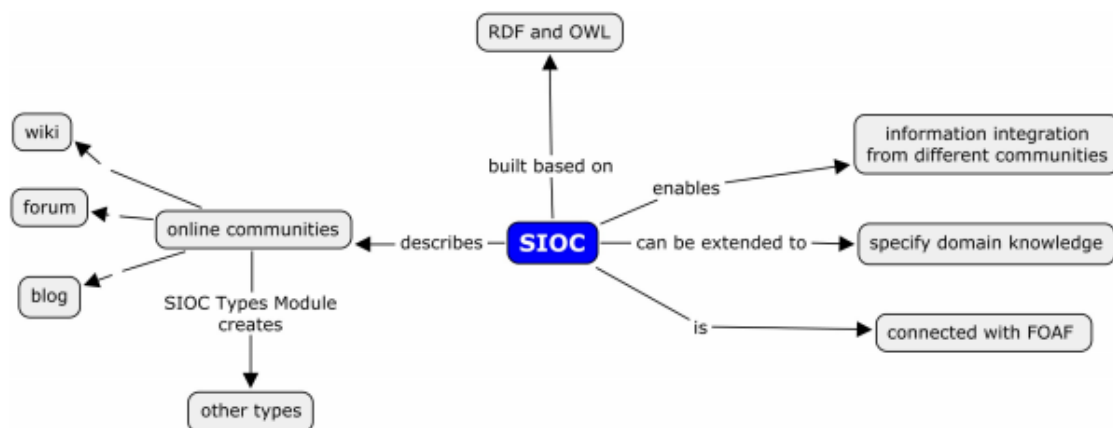 RDF and OWL
wiki
information integration
from different communities
built based on
enables
forum
online communities
describes
SIOC
can be extended to
specify domain knowledge
blog
SIOC Types Module
creates
is
connected with FOAF
other types